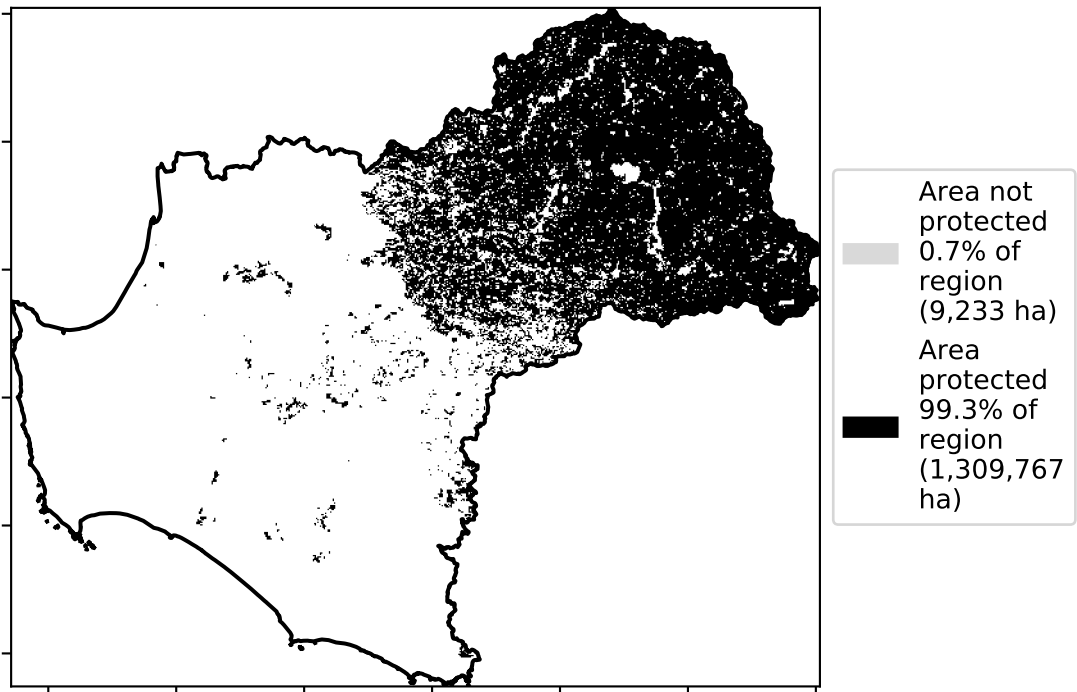 Area not
protected
0.7% of
region
(9,233 ha)
Area
protected
99.3% of
region
(1,309,767
ha)